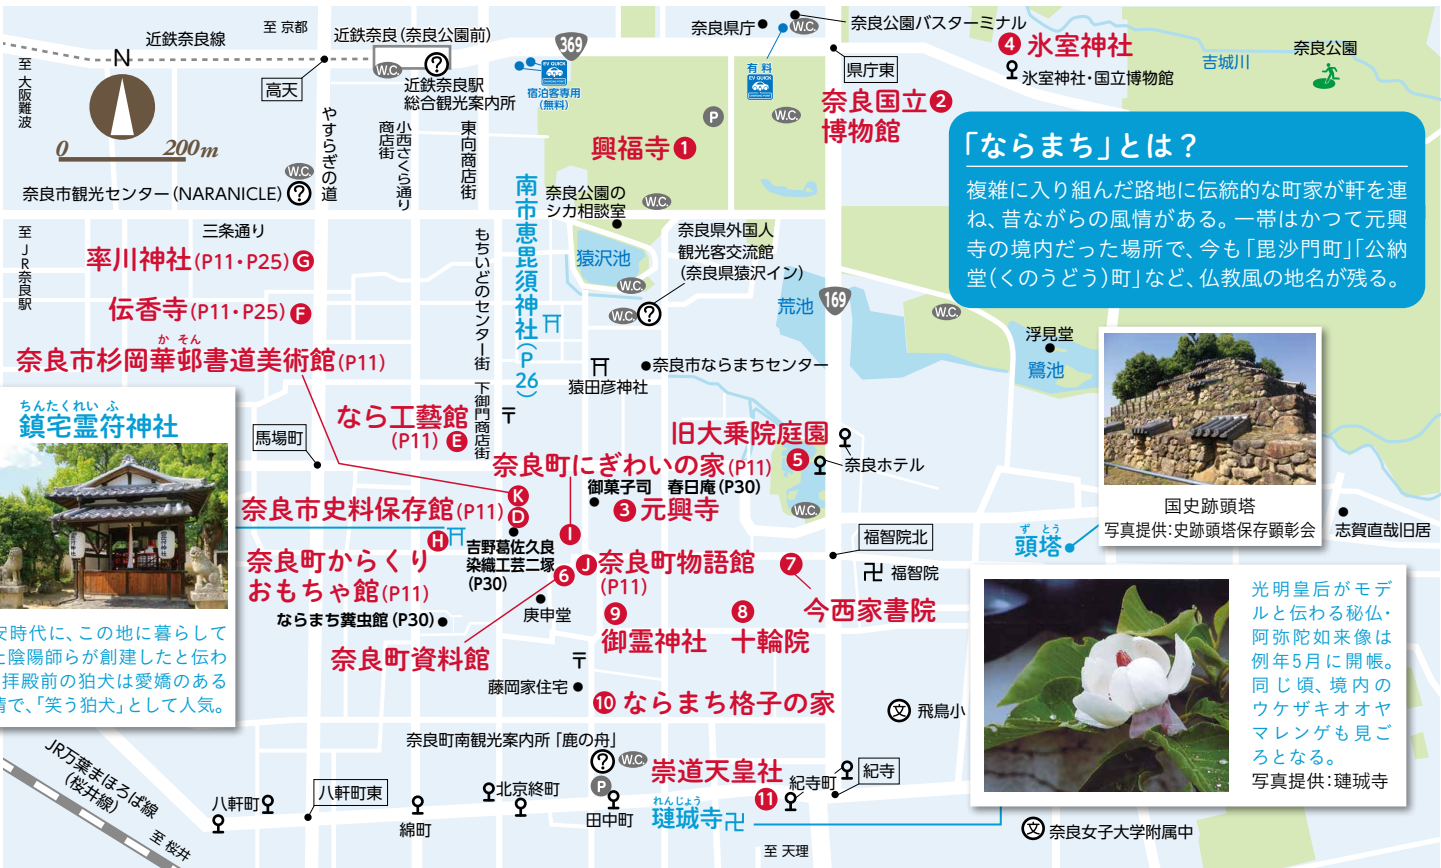 近鉄奈良線
至 京都
近鉄奈良(奈良公園前)
W.C.
近鉄奈良駅
総合観光案内所
高天
至 大阪難波
N
0 200m
369
EV QUICK
宿泊客専用
(無料)
奈良県庁
奈良公園バスターミナル
W.C.
有料
EV QUICK
県庁東
④ 氷室神社
氷室神社・国立博物館
吉城川
奈良公園
奈良国立②
博物館
P
W.C.
興福寺①
やすらぎの道
小西さくら通り
商店街
東向商店街
W.C.
奈良市観光センター(NARANICLE)
「ならまち」とは?
複雑に入り組んだ路地に伝統的な町家が軒を連
ね、昔ながらの風情がある。一帯はかつて元興
寺の境内だった場所で、今も「毘沙門町」「公納
堂(くのうどう)町」など、仏教風の地名が残る。
南市恵毘須神社(P26)
奈良公園の
シカ相談室
W.C.
猿沢池
W.C.
奈良県外国人
観光客交流館
(奈良県猿沢イン)
W.C.
荒池
169
W.C.
至 JR奈良駅
三条通り
率川神社(P11・P25)G
伝香寺(P11・P25)F
もちいどのセンター街
下御門商店街
かそん
奈良市杉岡華邨書道美術館(P11)
猿田彦神社
奈良市ならまちセンター
浮見堂
鷺池
ちんたくれいふ
鎮宅霊符神社
馬場町
なら工藝館
(P11) E
旧大乗院庭園
⑤
奈良ホテル
W.C.
奈良町にぎわいの家(P11)
御菓子司 春日庵(P30)
③元興寺
K
奈良市史料保存館(P11)D
I
H
吉野葛佐久良
染織工芸二塚
(P30)
奈良町からくり
おもちゃ館(P11)
J奈良町物語館
(P11)
⑥
⑦
今西家書院
福智院北
福智院
ずとう
頭塔
国史跡頭塔
写真提供:史跡頭塔保存顕彰会
志賀直哉旧居
ならまち糞虫館(P30)
庚申堂
奈良町資料館
⑨
御霊神社
⑧
十輪院
安時代に、この地に暮らして
た陰陽師らが創建したと伝わ
拝殿前の狛犬は愛嬌のある
情で、「笑う狛犬」として人気。
藤岡家住宅
⑩ならまち格子の家
文 飛鳥小
光明皇后がモデ
ルと伝わる秘仏・
阿弥陀如来像は
例年5月に開帳。
同じ頃、境内の
ウケザキオオヤ
マレンゲも見ご
ろとなる。
写真提供:璉珹寺
奈良町南観光案内所「鹿の舟」
W.C.
P
JR万葉まほろば線
(桜井線)
至 桜井
八軒町
八軒町東
綿町
北京終町
田中町
崇道天皇社
⑪
れんじょう
璉珹寺
紀寺町
紀寺
至 天理
文 奈良女子大学附属中